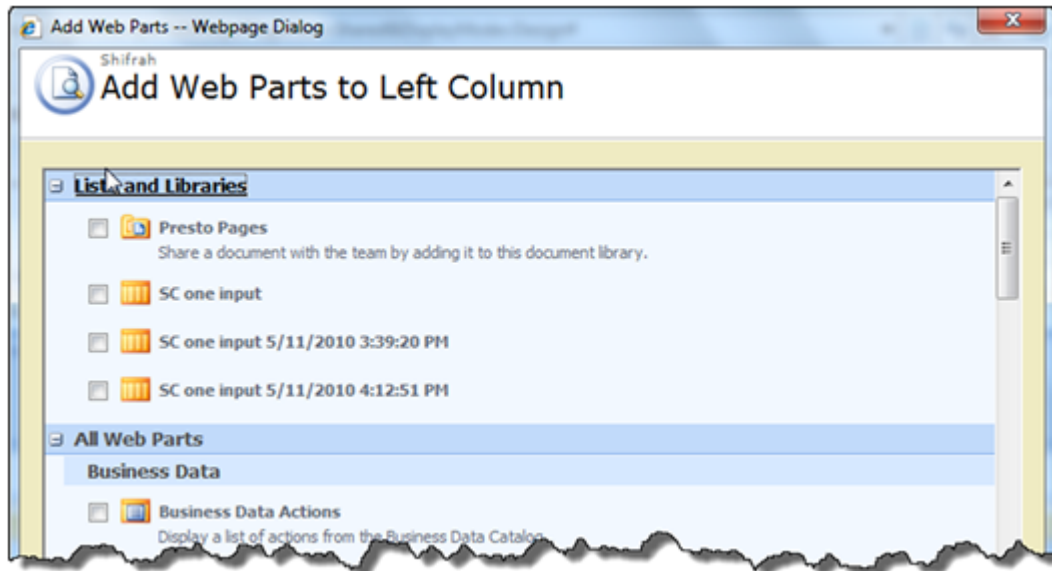 Add Web Parts -- Webpage Dialog
Shifrah
Add Web Parts to Left Column
Lists and Libraries
Presto Pages
Share a document with the team by adding it to this document library.
SC one input
SC one input 5/11/2010 3:39:20 PM
SC one input 5/11/2010 4:12:51 PM
All Web Parts
Business Data
Business Data Actions
Display a list of actions from the Business Data Catalog